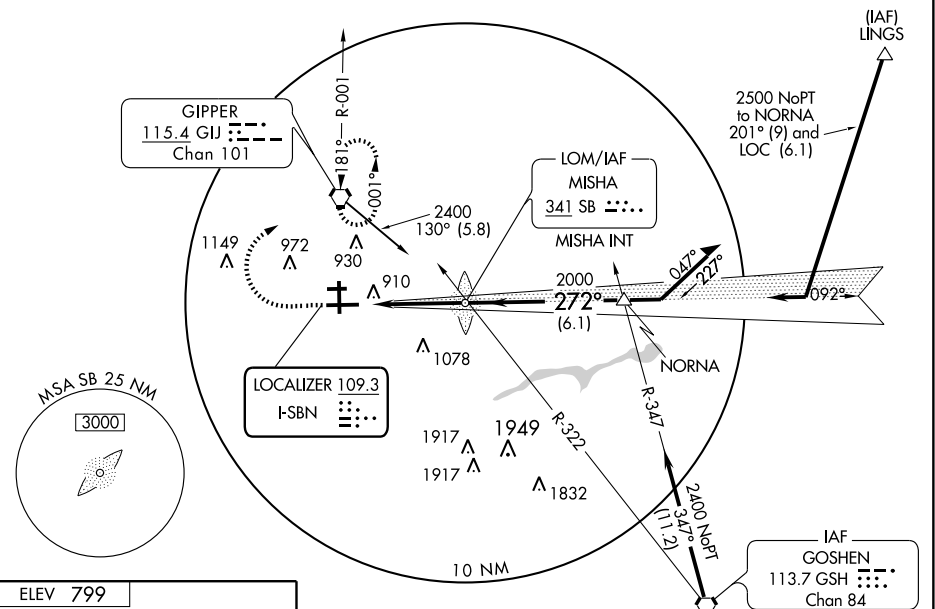 (IAF)
LINGS
2500 NoPT
to NORNA
201° (9) and
LOC (6.1)
GIPPER
115.4 GIJ
Chan 101
R-001
181°
001°
2400
130° (5.8)
LOM/IAF
MISHA
341 SB
MISHA INT
1149
972
930
910
2000
272°
(6.1)
047°
227°
092°
NORNA
1078
LOCALIZER 109.3
I-SBN
R-322
R-347
MSA SB 25 NM
3000
1917
1949
1917
1832
2400 NoPT
347°
(11.2)
10 NM
IAF
GOSHEN
113.7 GSH
Chan 84
ELEV 799